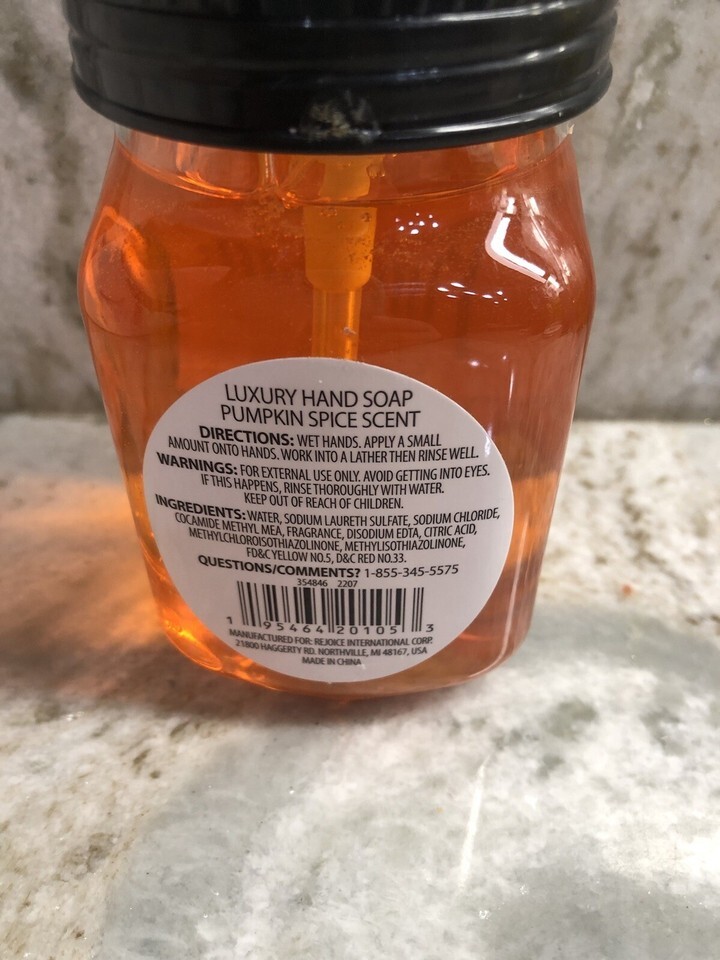 LUXURY HAND SOAP
PUMPKIN SPICE SCENT
DIRECTIONS: WET HANDS. APPLY A SMALL
AMOUNT ONTO HANDS. WORK INTO A LATHER THEN RINSE WELL.
WARNINGS: FOR EXTERNAL USE ONLY. AVOID GETTING INTO EYES.
IF THIS HAPPENS, RINSE THOROUGHLY WITH WATER.
KEEP OUT OF REACH OF CHILDREN.
INGREDIENTS: WATER, SODIUM LAURETH SULFATE, SODIUM CHLORIDE,
COCAMIDE METHYL MEA, FRAGRANCE, DISODIUM EDTA, CITRIC ACID,
METHYLCHLOROISOTHIAZOLINONE, METHYLISOTHIAZOLINONE,
FD&C YELLOW NO.5, D&C RED NO.33.
QUESTIONS/COMMENTS? 1-855-345-5575
354846 2207
1 95464 20105 3
MANUFACTURED FOR: REJOICE INTERNATIONAL CORP.
21800 HAGGERTY RD. NORTHVILLE, MI 48167, USA
MADE IN CHINA